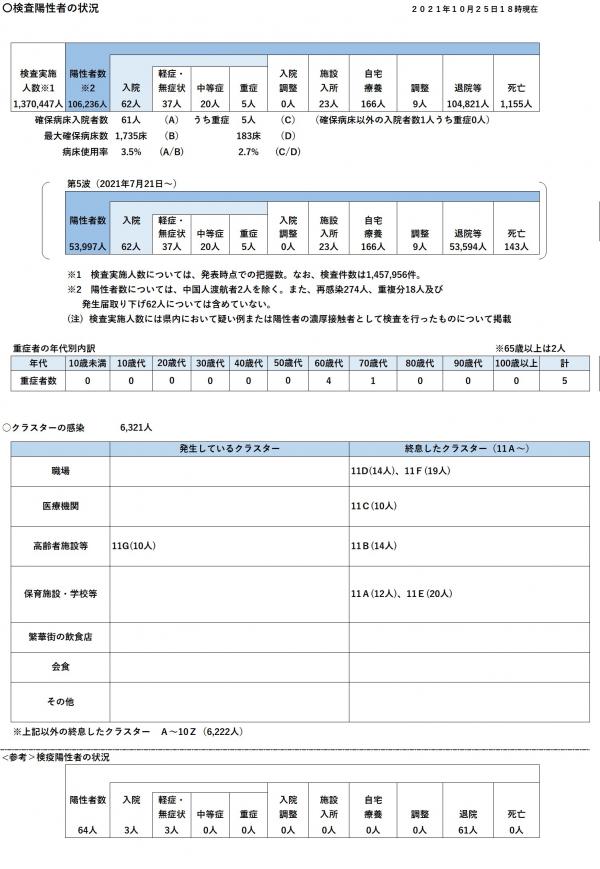 〇検査陽性者の状況 2021年10月25日18時現在
検査実施人数※1 陽性者数※2 入院 軽症・無症状 中等症 重症 入院調整 施設入所 自宅療養 調整 退院等 死亡
1,370,447人 106,236人 62人 37人 20人 5人 0人 23人 166人 9人 104,821人 1,155人
確保病床入院者数 61人 (A) うち重症 5人 (C) (確保病床以外の入院者数1人うち重症0人)
最大確保病床数 1,735床 (B) 183床 (D)
病床使用率 3.5% (A/B) 2.7% (C/D)
第5波（2021年7月21日～）
陽性者数 入院 軽症・無症状 中等症 重症 入院調整 施設入所 自宅療養 調整 退院等 死亡
53,997人 62人 37人 20人 5人 0人 23人 166人 9人 53,594人 143人
※1 検査実施人数については、発表時点での把握数。なお、検査件数は1,457,956件。
※2 陽性者数については、中国人渡航者2人を除く。また、再感染274人、重複分18人及び
発生届取り下げ62人については含めていない。
(注) 検査実施人数には県内において疑い例または陽性者の濃厚接触者として検査を行ったものについて掲載
重症者の年代別内訳 ※65歳以上は2人
年代 10歳未満 10歳代 20歳代 30歳代 40歳代 50歳代 60歳代 70歳代 80歳代 90歳代 100歳以上 計
重症者数 0 0 0 0 0 0 4 1 0 0 0 5
○クラスターの感染 6,321人
発生しているクラスター 終息したクラスター（11A～）
職場 11D(14人)、11F(19人)
医療機関 11C(10人)
高齢者施設等 11G(10人) 11B(14人)
保育施設・学校等 11A(12人)、11E(20人)
繁華街の飲食店
会食
その他
※上記以外の終息したクラスター A～10Z（6,222人）
<参考>検疫陽性者の状況
陽性者数 入院 軽症・無症状 中等症 重症 入院調整 施設入所 自宅療養 調整 退院 死亡
64人 3人 3人 0人 0人 0人 0人 0人 0人 61人 0人